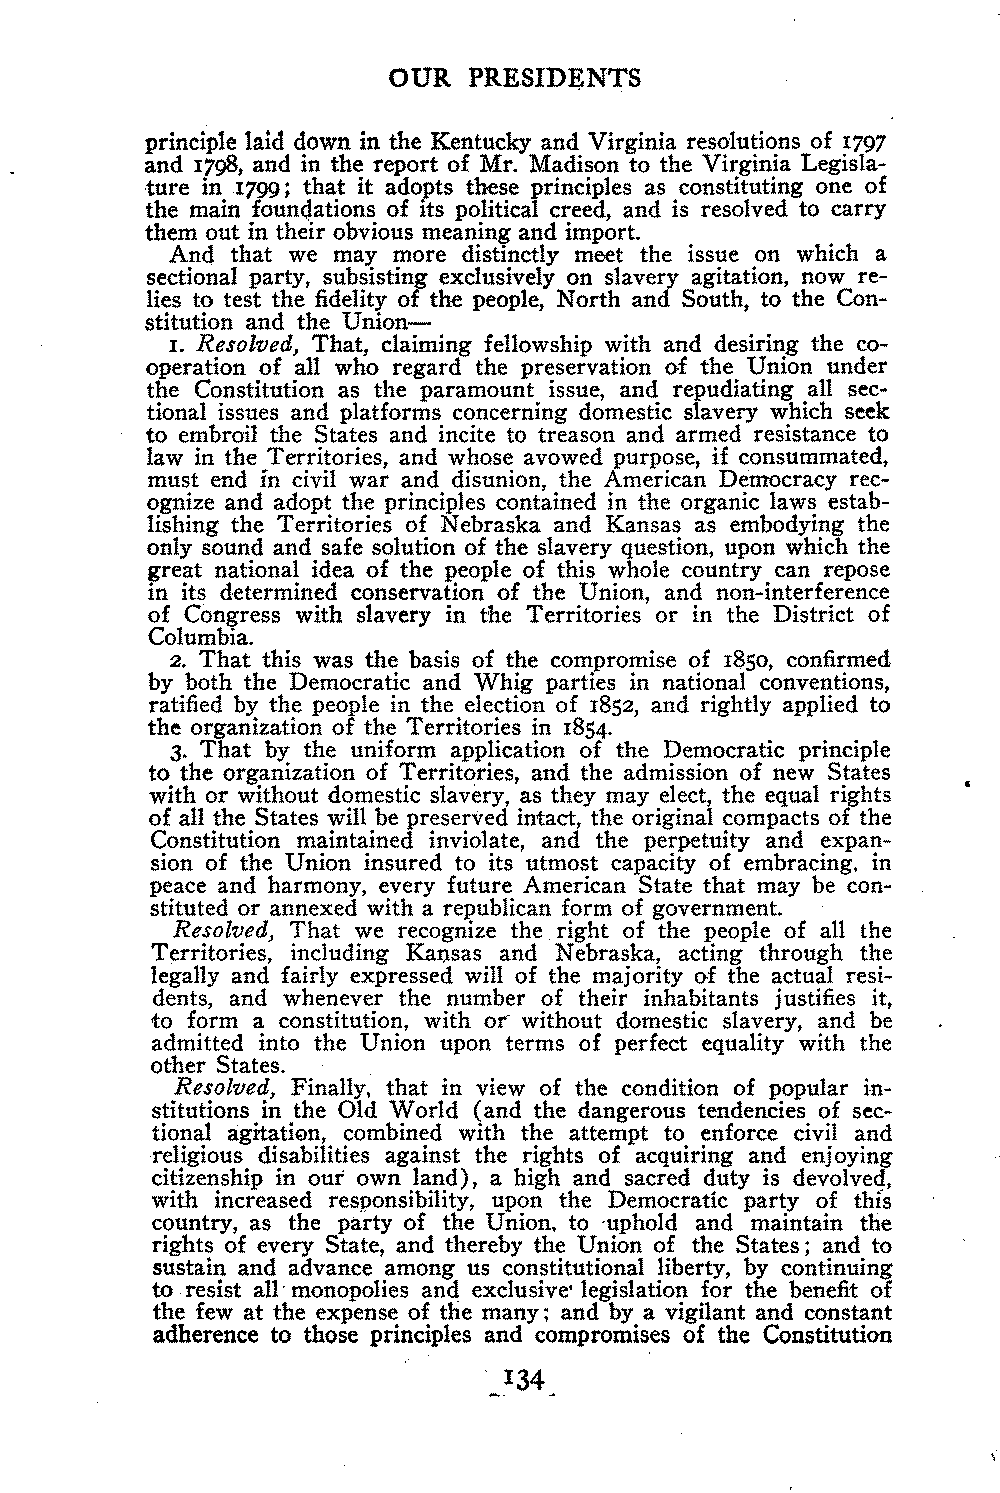 OUR PRESIDENTS
principle laid down in the Kentucky and Virginia resolutions of 1797
and 1798, and in the report of Mr. Madison to the Virginia Legisla-
ture in 1799; that it adopts these principles as constituting one of
the main foundations of its political creed, and is resolved to carry
them out in their obvious meaning and import.
And that we may more distinctly meet the issue on which a
sectional party, subsisting exclusively on slavery agitation, now re-
lies to test the fidelity of the people, North and South, to the Con-
stitution and the Union—
1. Resolved, That, claiming fellowship with and desiring the co-
operation of all who regard the preservation of the Union under
the Constitution as the paramount issue, and repudiating all sec-
tional issues and platforms concerning domestic slavery which seek
to embroil the States and incite to treason and armed resistance to
law in the Territories, and whose avowed purpose, if consummated,
must end in civil war and disunion, the American Democracy rec-
ognize and adopt the principles contained in the organic laws estab-
lishing the Territories of Nebraska and Kansas as embodying the
only sound and safe solution of the slavery question, upon which the
great national idea of the people of this whole country can repose
in its determined conservation of the Union, and non-interference
of Congress with slavery in the Territories or in the District of
Columbia.
2. That this was the basis of the compromise of 1850, confirmed
by both the Democratic and Whig parties in national conventions,
ratified by the people in the election of 1852, and rightly applied to
the organization of the Territories in 1854.
3. That by the uniform application of the Democratic principle
to the organization of Territories, and the admission of new States
with or without domestic slavery, as they may elect, the equal rights
of all the States will be preserved intact, the original compacts of the
Constitution maintained inviolate, and the perpetuity and expan-
sion of the Union insured to its utmost capacity of embracing, in
peace and harmony, every future American State that may be con-
stituted or annexed with a republican form of government.
Resolved, That we recognize the right of the people of all the
Territories, including Kansas and Nebraska, acting through the
legally and fairly expressed will of the majority of the actual resi-
dents, and whenever the number of their inhabitants justifies it,
to form a constitution, with or without domestic slavery, and be
admitted into the Union upon terms of perfect equality with the
other States.
Resolved, Finally, that in view of the condition of popular in-
stitutions in the Old World (and the dangerous tendencies of sec-
tional agitation, combined with the attempt to enforce civil and
religious disabilities against the rights of acquiring and enjoying
citizenship in our own land), a high and sacred duty is devolved,
with increased responsibility, upon the Democratic party of this
country, as the party of the Union, to uphold and maintain the
rights of every State, and thereby the Union of the States; and to
sustain and advance among us constitutional liberty, by continuing
to resist all monopolies and exclusive legislation for the benefit of
the few at the expense of the many; and by a vigilant and constant
adherence to those principles and compromises of the Constitution
134